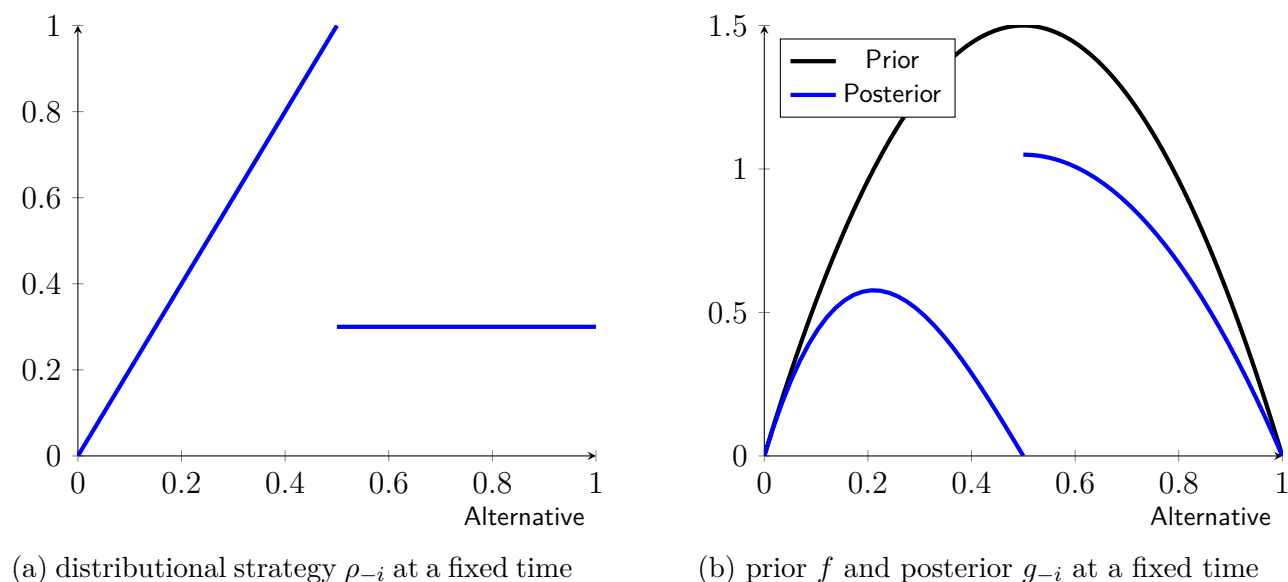 1
0.8
0.6
0.4
0.2
0
0 0.2 0.4 0.6 0.8 1
Alternative
(a) distributional strategy ρ₋ᵢ at a fixed time
1.5
1
0.5
0
Prior
Posterior
0 0.2 0.4 0.6 0.8 1
Alternative
(b) prior f and posterior g₋ᵢ at a fixed time